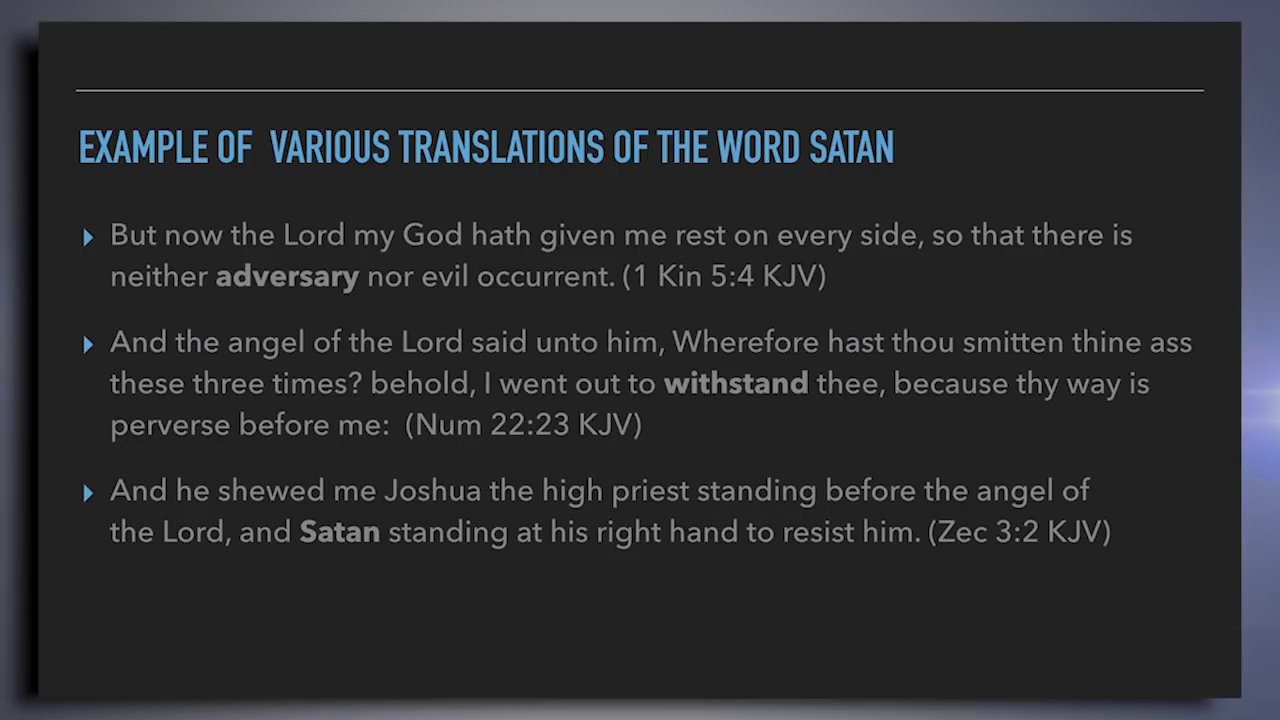 EXAMPLE OF  VARIOUS TRANSLATIONS OF THE WORD SATAN
But now the Lord my God hath given me rest on every side, so that there is
neither adversary nor evil occurrent. (1 Kin 5:4 KJV)
And the angel of the Lord said unto him, Wherefore hast thou smitten thine ass
these three times? behold, I went out to withstand thee, because thy way is
perverse before me:  (Num 22:23 KJV)
And he shewed me Joshua the high priest standing before the angel of
the Lord, and Satan standing at his right hand to resist him. (Zec 3:2 KJV)